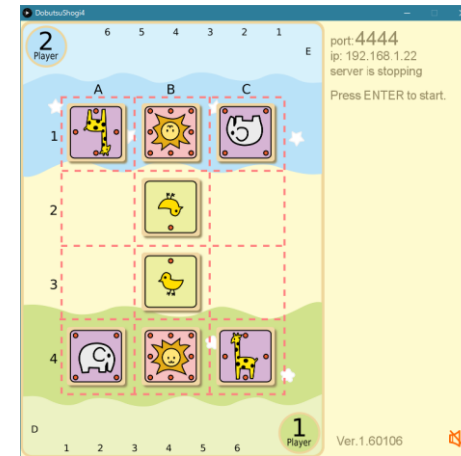 DobutsuShogi4
2
Player
6 5 4 3 2 1
E
port:4444
ip: 192.168.1.22
server is stopping
Press ENTER to start.
A B C
1
2
3
4
D
1 2 3 4 5 6
1
Player
Ver.1.60106